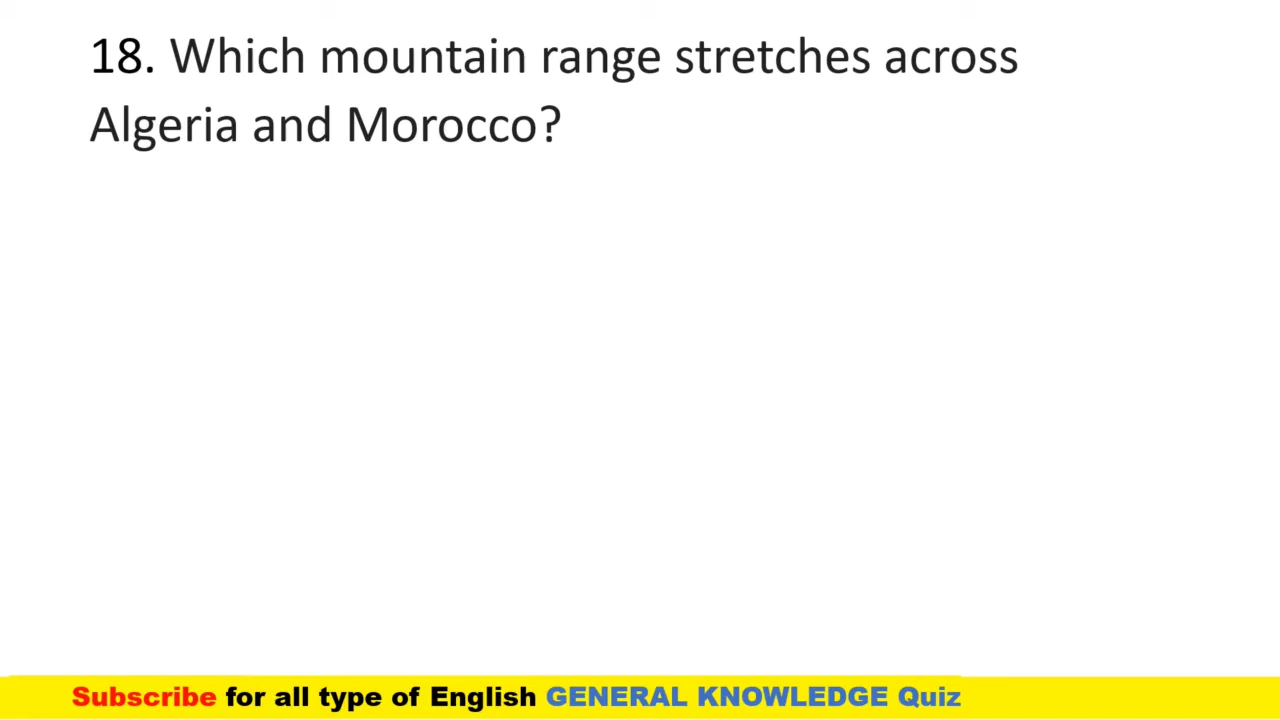 18. Which mountain range stretches across
Algeria and Morocco?
Subscribe for all type of English GENERAL KNOWLEDGE Quiz